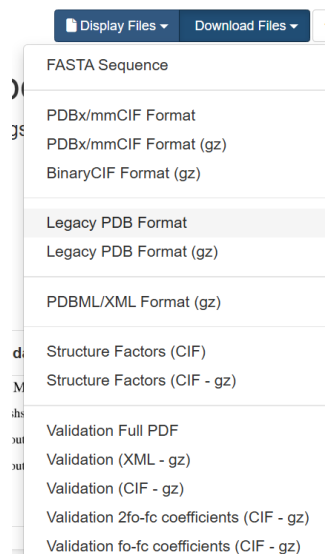 Display Files
Download Files
FASTA Sequence
PDBx/mmCIF Format
PDBx/mmCIF Format (gz)
BinaryCIF Format (gz)
Legacy PDB Format
Legacy PDB Format (gz)
PDBML/XML Format (gz)
Structure Factors (CIF)
Structure Factors (CIF - gz)
Validation Full PDF
Validation (XML - gz)
Validation (CIF - gz)
Validation 2fo-fc coefficients (CIF - gz)
Validation fo-fc coefficients (CIF - gz)